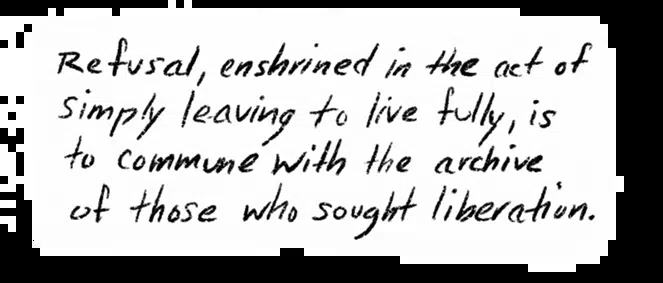 Refusal, enshrined in the act of
simply leaving to live fully, is
to commune with the archive
of those who sought liberation.